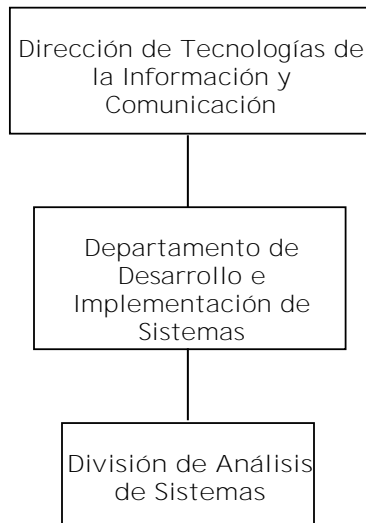 Dirección de Tecnologías de
la Información y
Comunicación
Departamento de
Desarrollo e
Implementación de
Sistemas
División de Análisis
de Sistemas